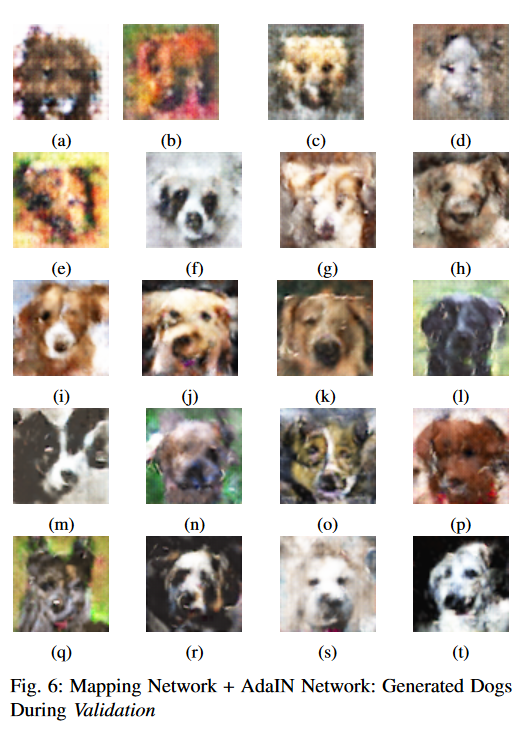 (a) (b) (c) (d)
(e) (f) (g) (h)
(i) (j) (k) (l)
(m) (n) (o) (p)
(q) (r) (s) (t)
Fig. 6: Mapping Network + AdaIN Network: Generated Dogs
During Validation